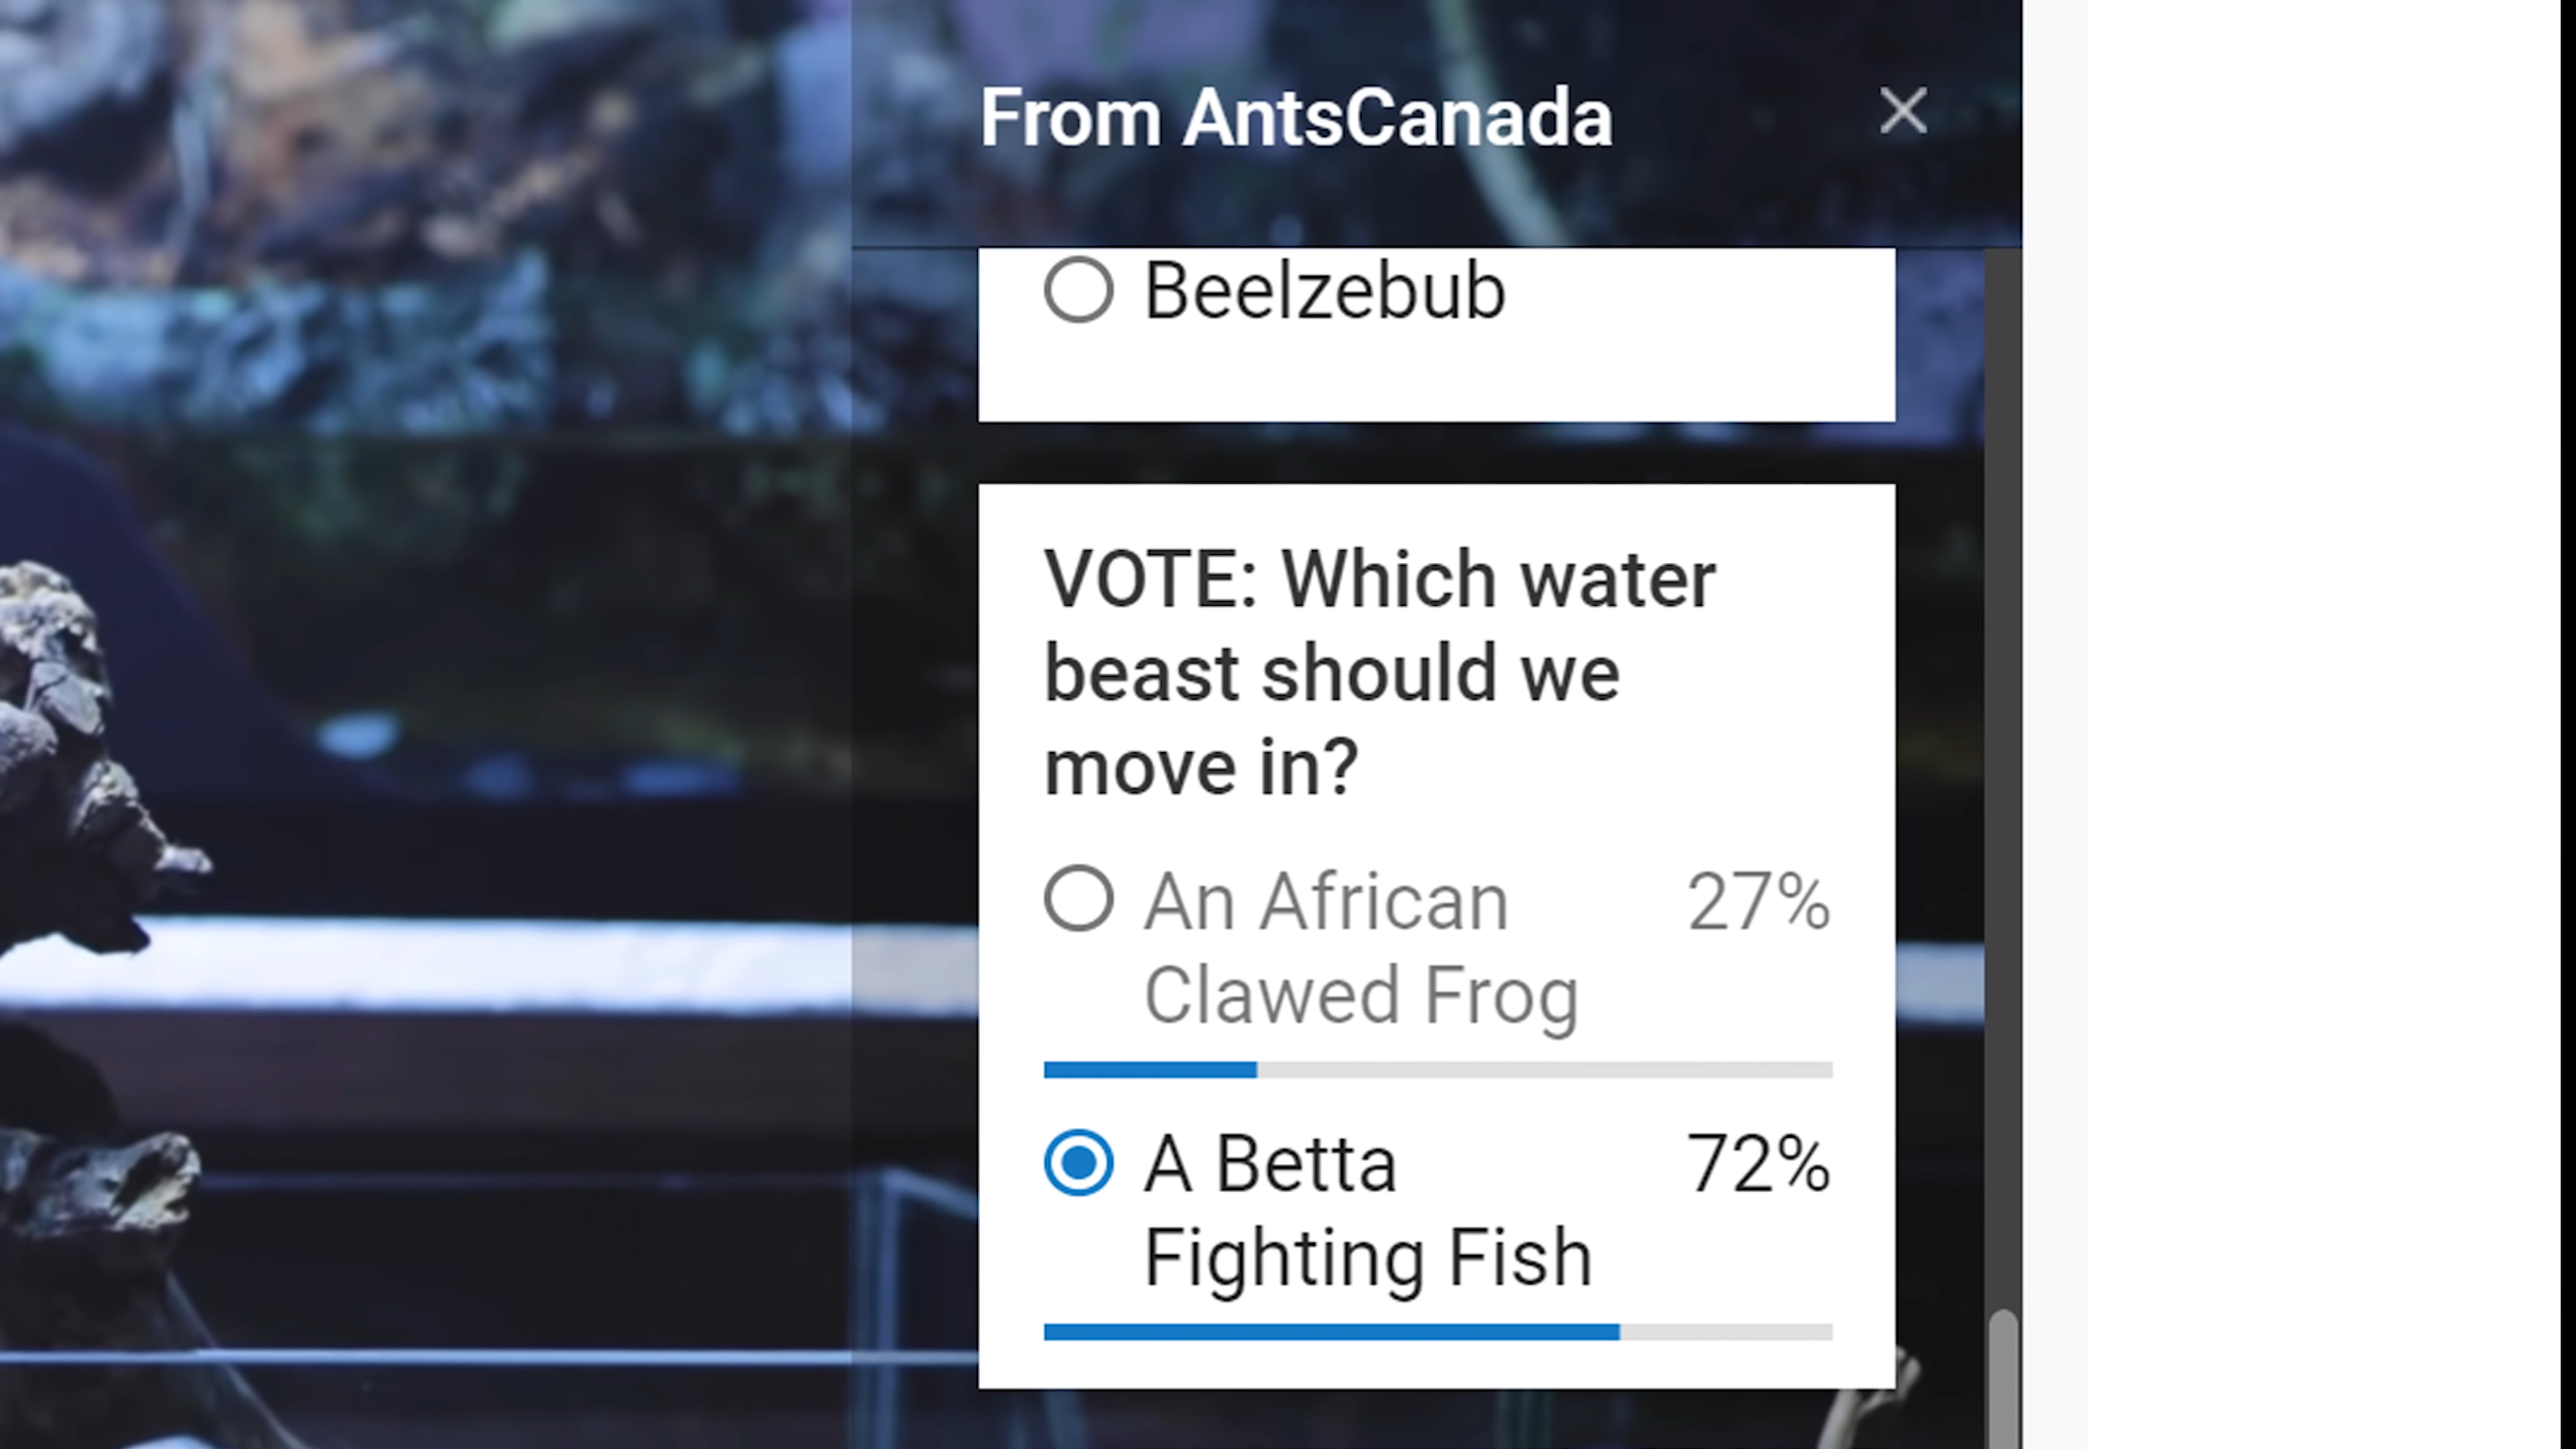 From AntsCanada
Beelzebub
VOTE: Which water
beast should we
move in?
An African 27%
Clawed Frog
A Betta 72%
Fighting Fish